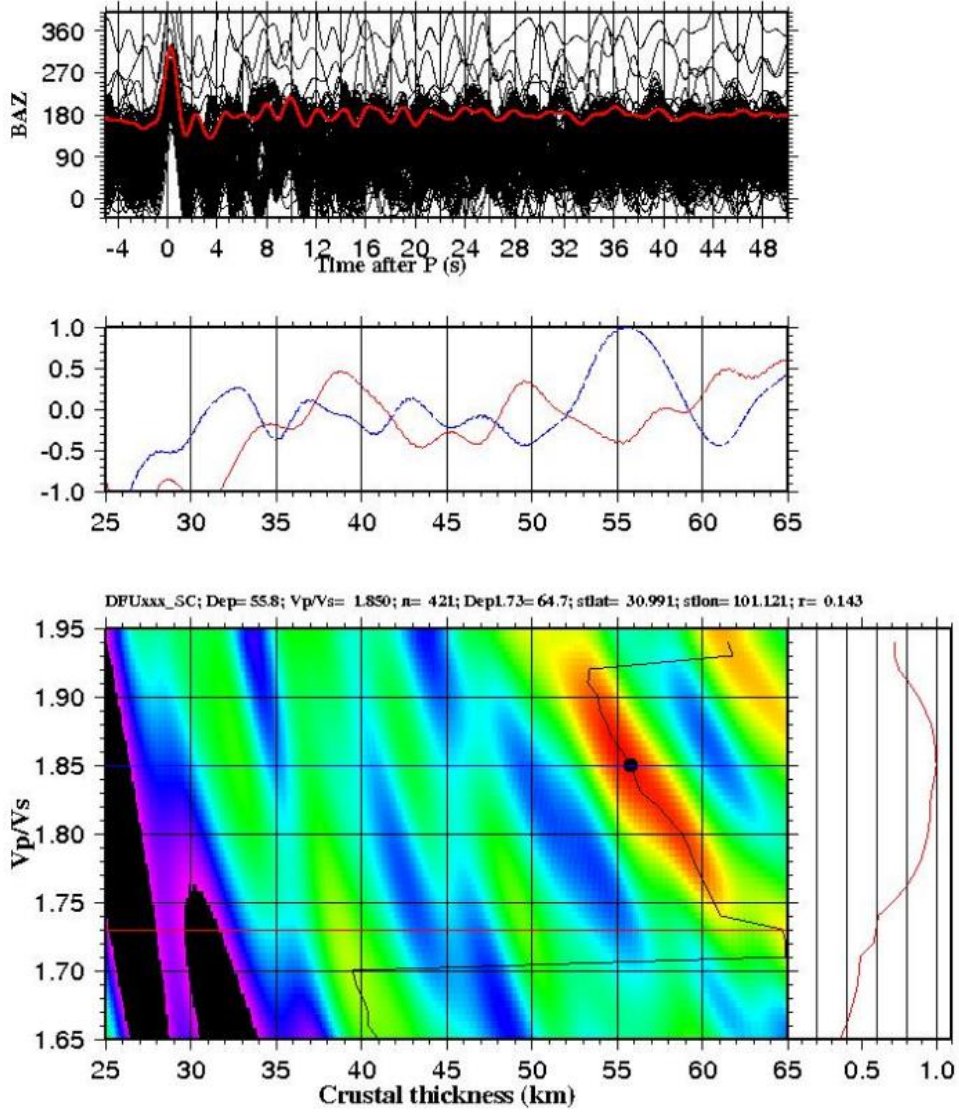 360
270
180
90
0
BAZ
-4 0 4 8 12 16 20 24 28 32 36 40 44 48
Time after P (s)
1.0
0.5
0.0
-0.5
-1.0
25 30 35 40 45 50 55 60 65
DFUxxx_SC; Dep= 55.8; Vp/Vs= 1.850; n= 421; Dep1.73= 64.7; stlat= 30.991; stlon= 101.121; r= 0.143
1.95
1.90
1.85
1.80
1.75
1.70
1.65
Vp/Vs
25 30 35 40 45 50 55 60 65
0.5 1.0
Crustal thickness (km)